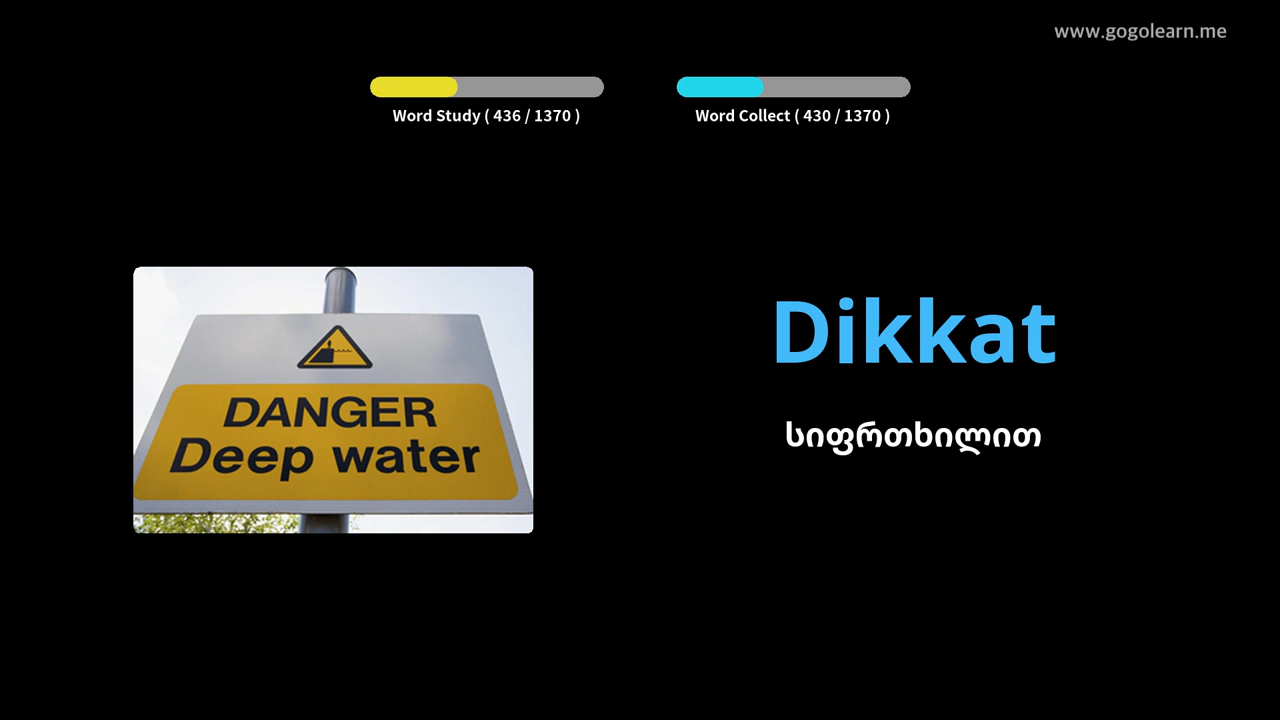 www.gogolearn.me
Word Study ( 436 / 1370 )
Word Collect ( 430 / 1370 )
DANGER
Deep water
Dikkat
სიფრთხილით